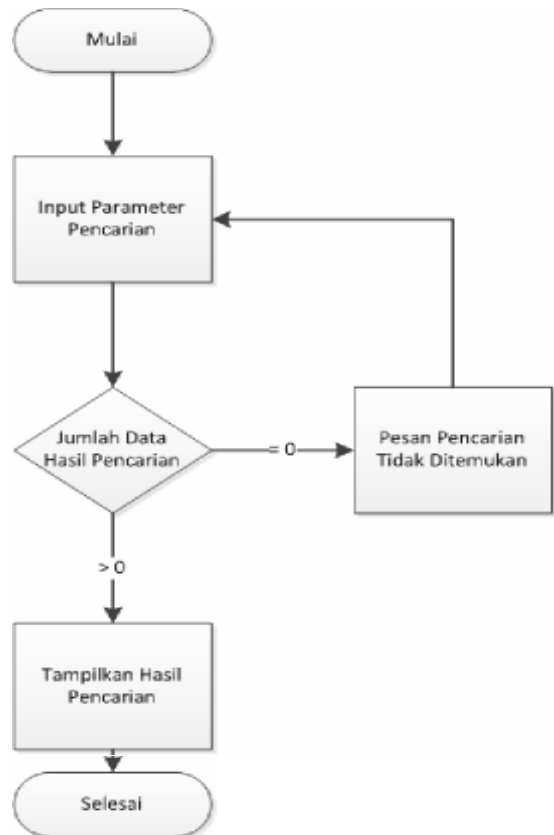 Mulai
Input Parameter
Pencarian
Jumlah Data
Hasil Pencarian
= 0
Pesan Pencarian
Tidak Ditemukan
> 0
Tampilkan Hasil
Pencarian
Selesai